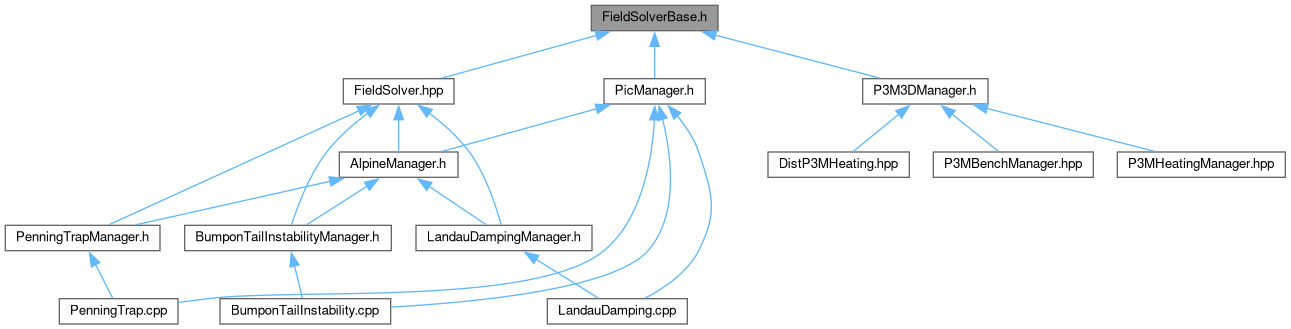 FieldSolverBase.h
FieldSolver.hpp
PicManager.h
P3M3DManager.h
AlpineManager.h
DistP3MHeating.hpp
P3MBenchManager.hpp
P3MHeatingManager.hpp
PenningTrapManager.h
BumponTailInstabilityManager.h
LandauDampingManager.h
PenningTrap.cpp
BumponTailInstability.cpp
LandauDamping.cpp